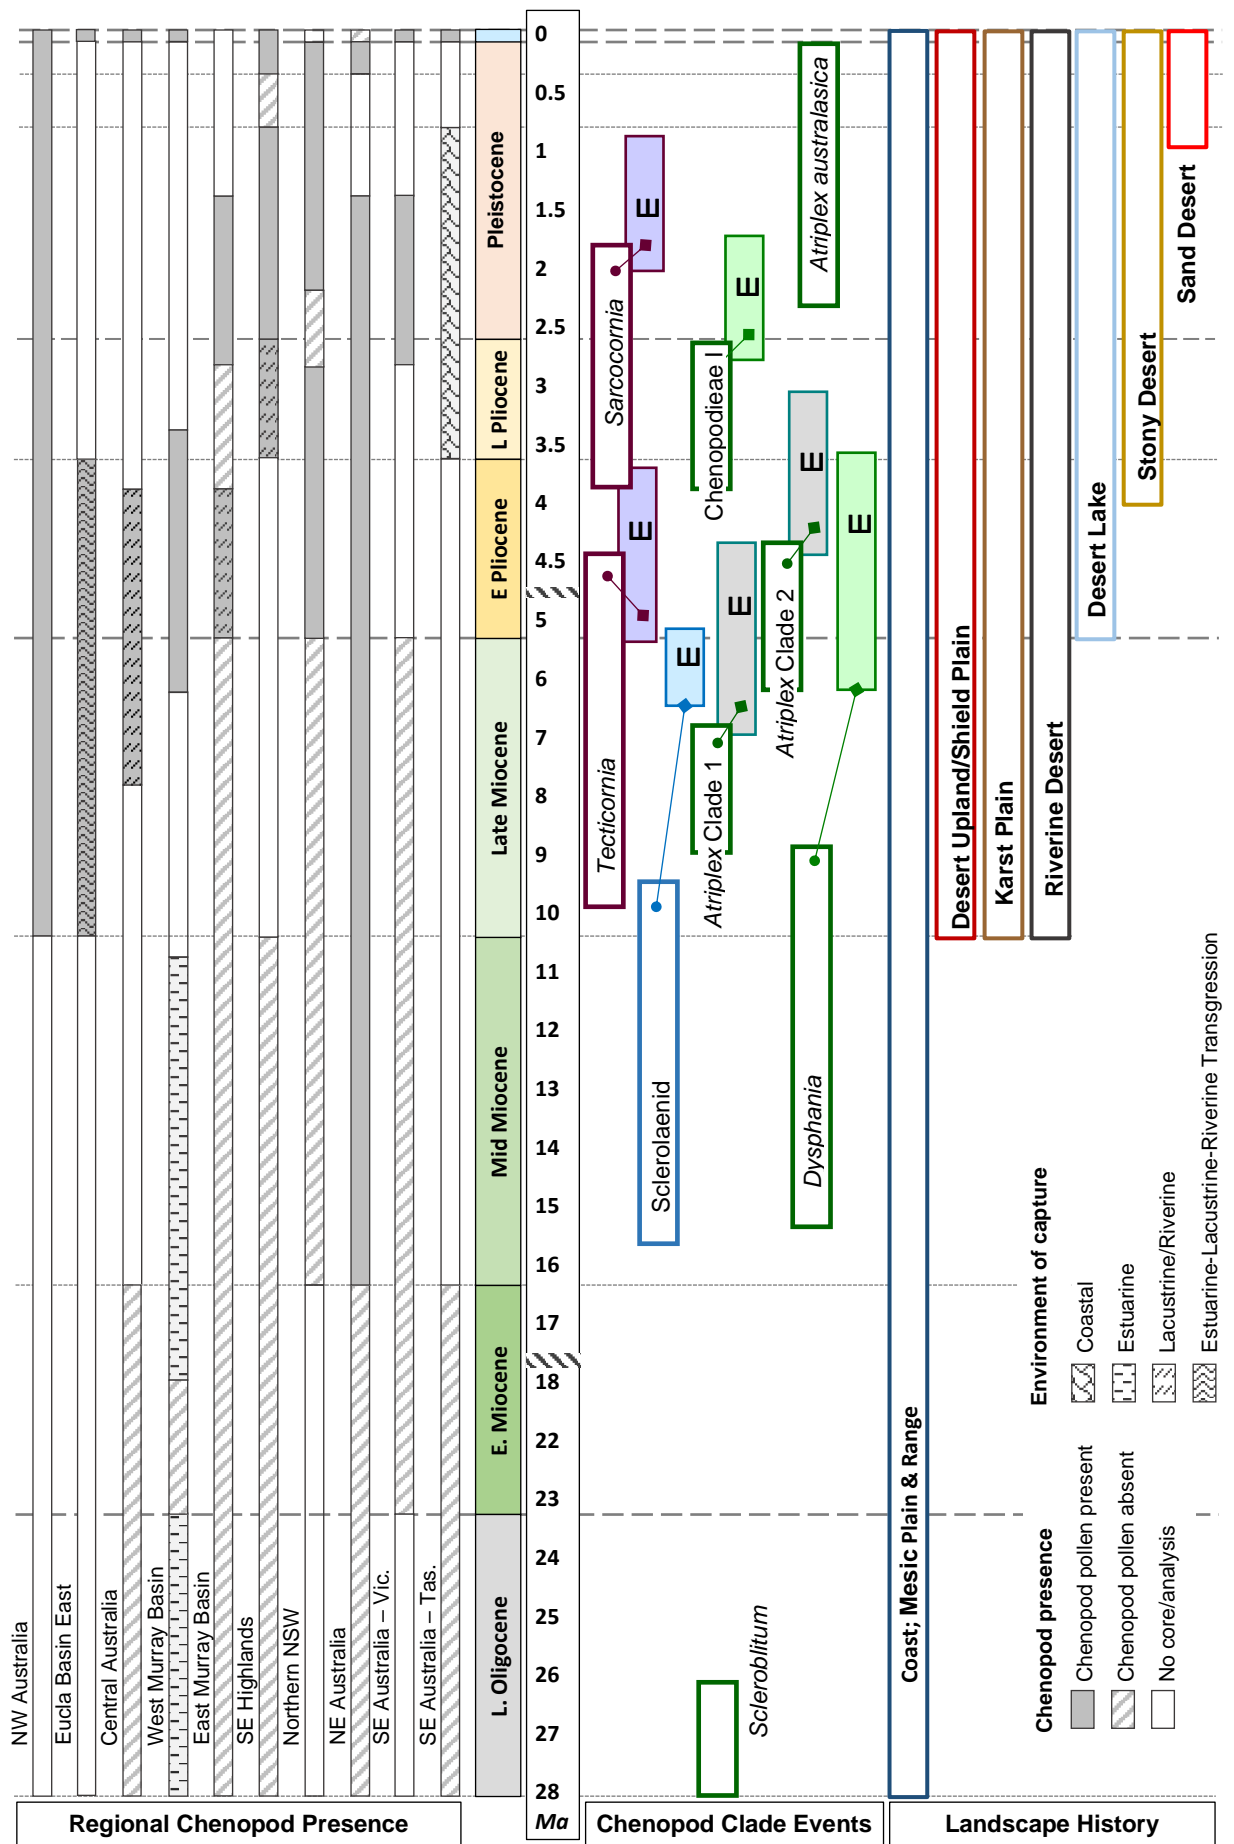 NW Australia
Eucla Basin East
Central Australia
West Murray Basin
East Murray Basin
SE Highlands
Northern NSW
NE Australia
SE Australia – Vic.
SE Australia – Tas.
Pleistocene
L Pliocene
E Pliocene
Late Miocene
Mid Miocene
E. Miocene
L. Oligocene
0
0.5
1
1.5
2
2.5
3
3.5
4
4.5
5
6
7
8
9
10
11
12
13
14
15
16
17
18
22
23
24
25
26
27
28
Ma
Sarcocornia
E
Tecticornia
E
Sclerolaenid
E
Chenopodieae I
E
Atriplex Clade 1
E
Atriplex Clade 2
E
Dysphania
E
Atriplex australasica
Scleroblitum
Coast; Mesic Plain & Range
Desert Upland/Shield Plain
Karst Plain
Riverine Desert
Desert Lake
Stony Desert
Sand Desert
Chenopod presence
Chenopod pollen present
Chenopod pollen absent
No core/analysis
Environment of capture
Coastal
Estuarine
Lacustrine/Riverine
Estuarine-Lacustrine-Riverine Transgression
Regional Chenopod Presence
Chenopod Clade Events
Landscape History